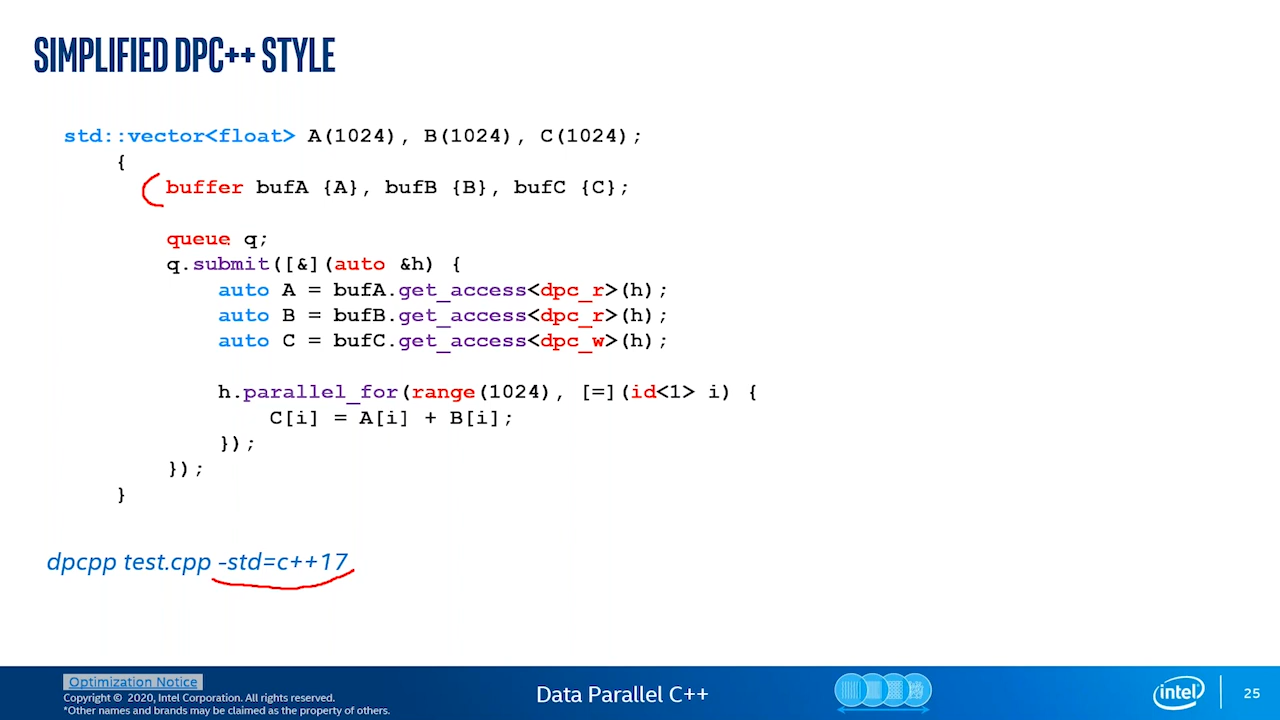 SIMPLIFIED DPC++ STYLE
std::vector<float> A(1024), B(1024), C(1024);
{
buffer bufA {A}, bufB {B}, bufC {C};
queue q;
q.submit([&](auto &h) {
auto A = bufA.get_access<dpc_r>(h);
auto B = bufB.get_access<dpc_r>(h);
auto C = bufC.get_access<dpc_w>(h);
h.parallel_for(range(1024), [=](id<1> i) {
C[i] = A[i] + B[i];
});
});
}
dpcpp test.cpp -std=c++17
Optimization Notice
Copyright © 2020, Intel Corporation. All rights reserved.
*Other names and brands may be claimed as the property of others.
Data Parallel C++
intel
25